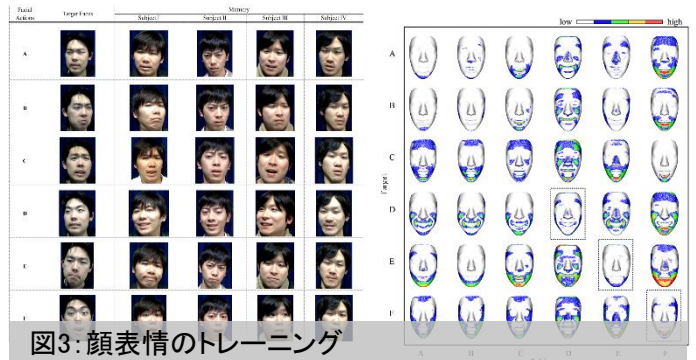 Facial
Actions
Target Faces
Memory
Subject I
Subject II
Subject III
Subject IV
A
B
C
D
E
F
low
high
A
B
C
D
E
F
Target
A
B
C
D
E
F
図3:顔表情のトレーニング